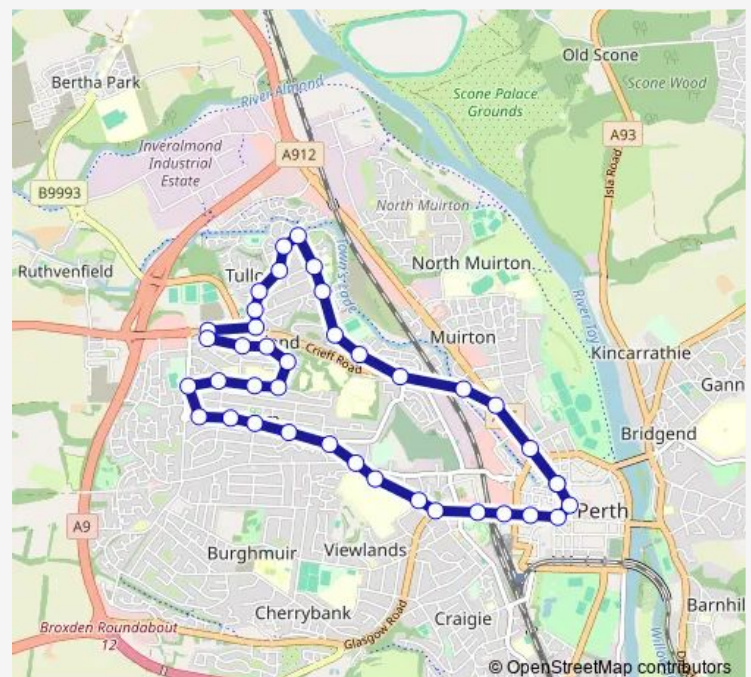 Old Scone
Bertha Park
Scone Wood
River Almond
Scone Palace
Grounds
A93
Inveralmond
Industrial
Estate
A912
Isla Road
B9993
North Muirton
Ruthvenfield
Town's Lade
North Muirton
River Tay
Muirton
Crieff Road
Kincarrathie
Gann
Bridgend
A9
Perth
Burghmuir
Viewlands
Cherrybank
Craigie
Barnhil
Broxden Roundabout
12
Glasgow Road
© OpenStreetMap contributors